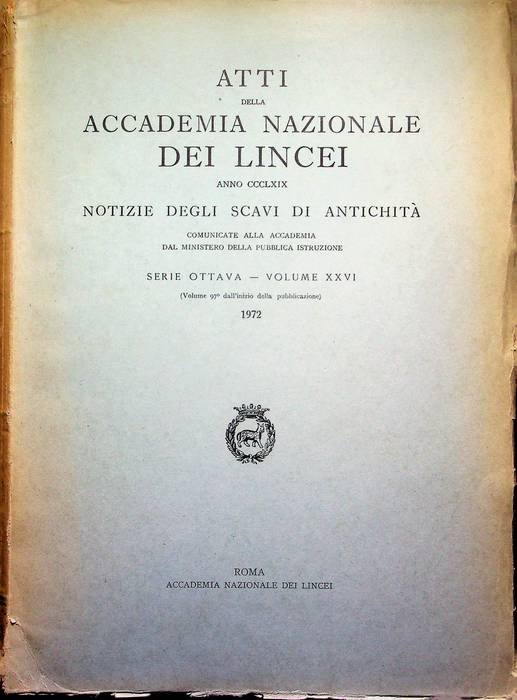 ATTI
DELLA
ACCADEMIA NAZIONALE
DEI LINCEI
ANNO CCCLXIX
NOTIZIE DEGLI SCAVI DI ANTICHITÀ
COMUNICATE ALLA ACCADEMIA
DAL MINISTERO DELLA PUBBLICA ISTRUZIONE
SERIE OTTAVA — VOLUME XXVI
(Volume 97º dall'inizio della pubblicazione)
1972
ROMA
ACCADEMIA NAZIONALE DEI LINCEI